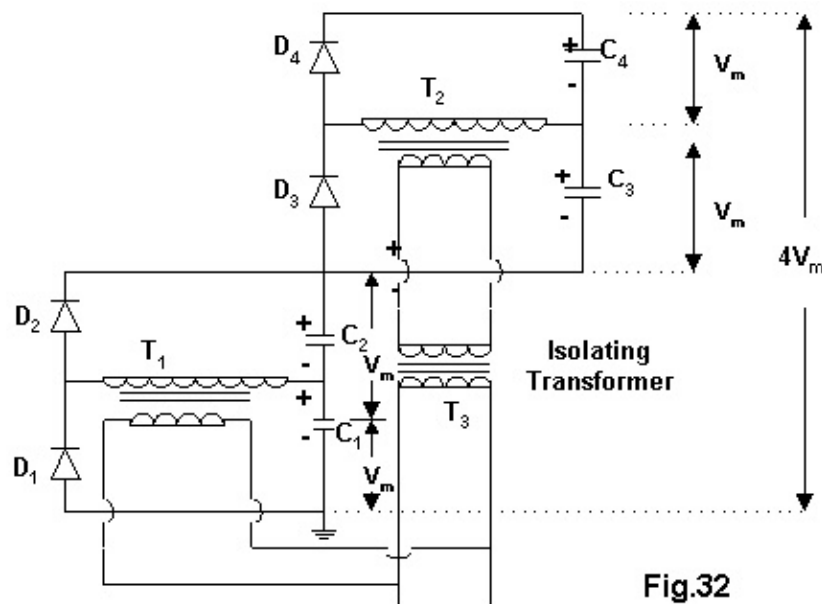 D4
+
C4
-
Vm
T2
D3
+
C3
-
Vm
4Vm
+
-
D2
+
C2
-
Vm
T1
+
C1
-
Vm
D1
Isolating
Transformer
T3
Fig.32